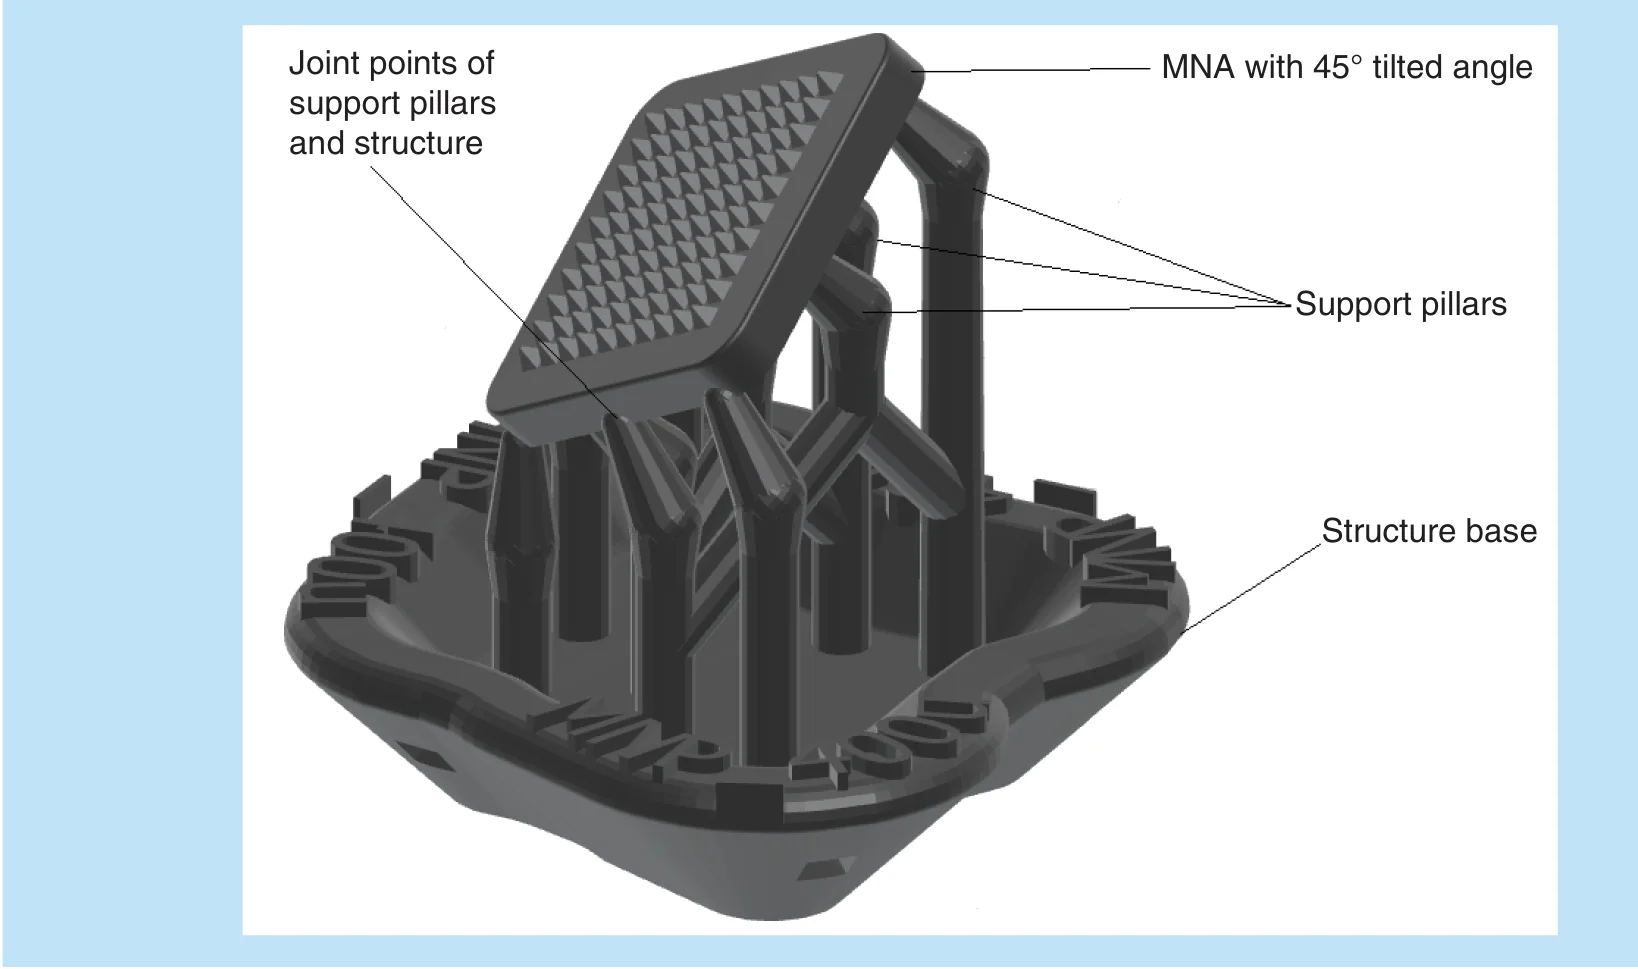 Joint points of
support pillars
and structure
MNA with 45° tilted angle
Support pillars
Structure base